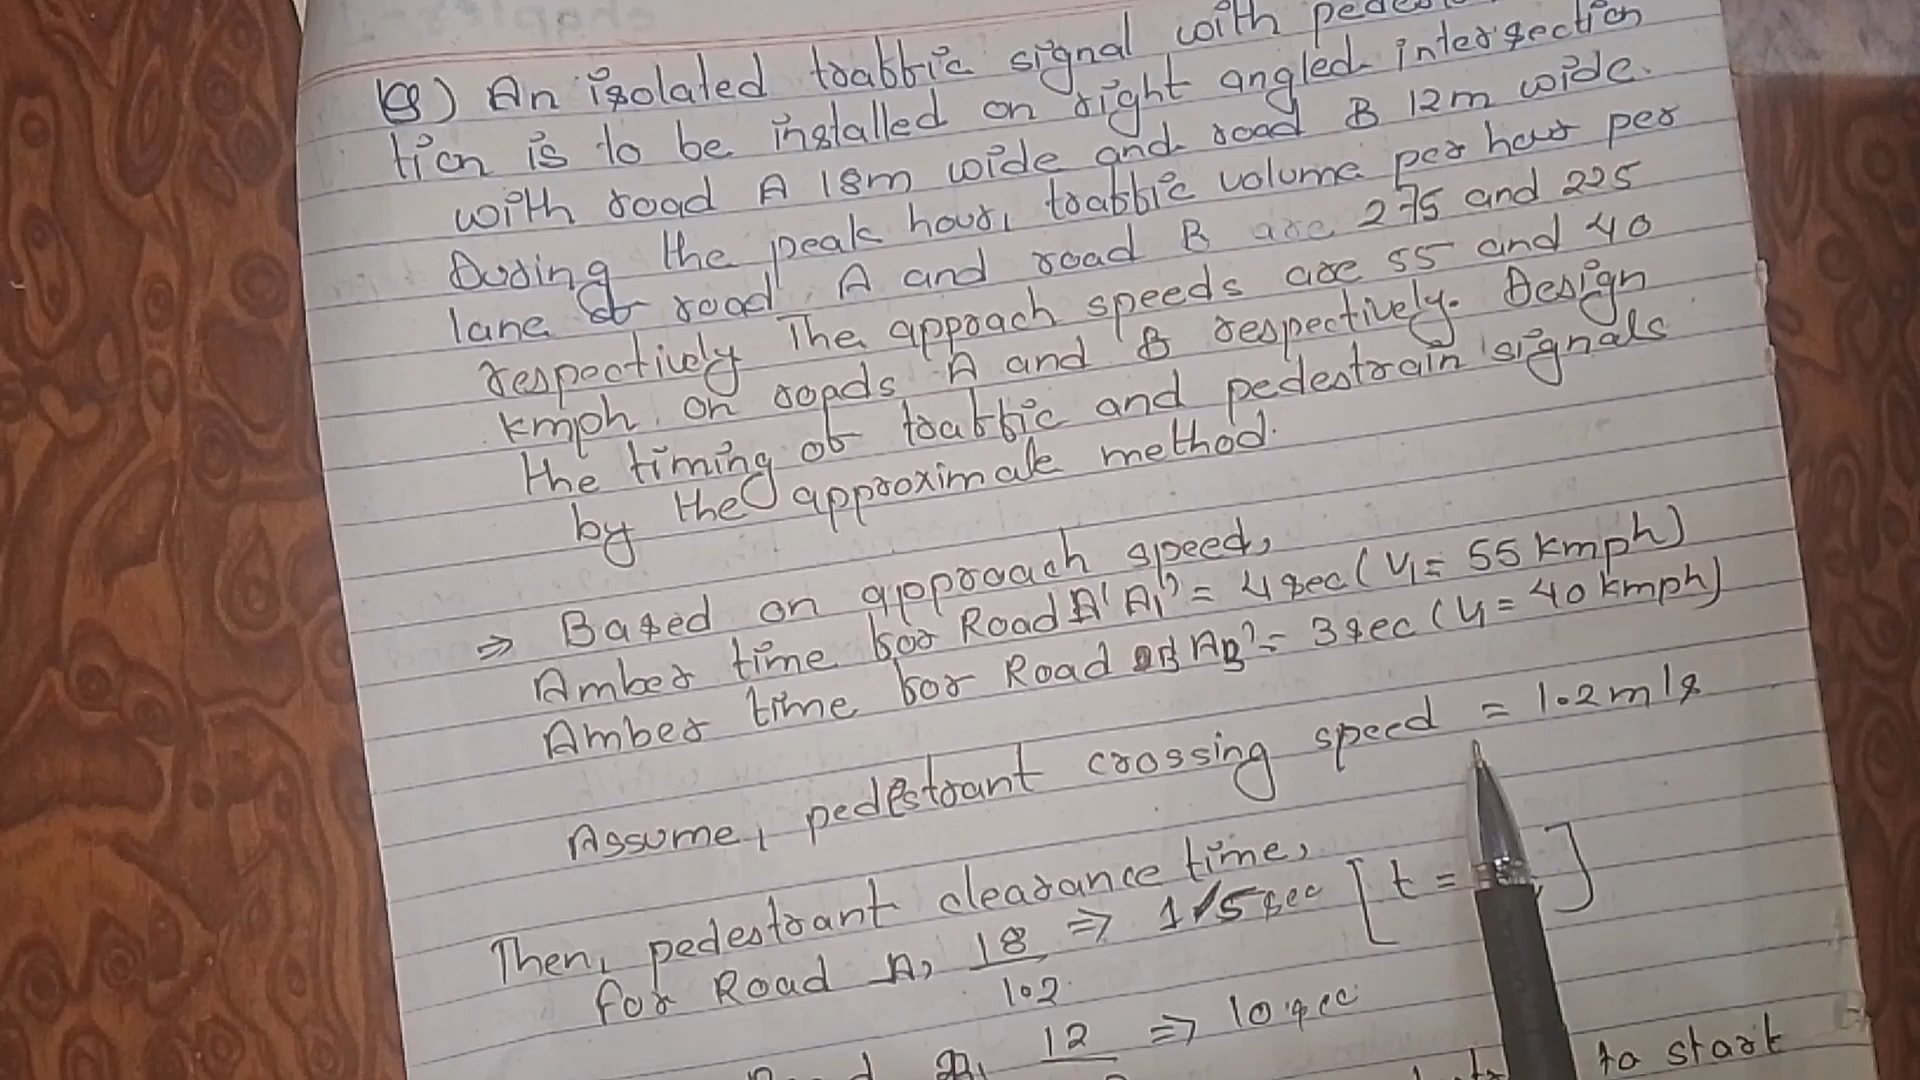 Q) An isolated traffic signal with
tion is to be installed on right angled intersection
with road A 18m wide and road B 12m wide.
During the peak hour, traffic volume per hour per
lane of road A and road B are 275 and 225
respectively The approach speeds are 55 and 40
kmph on roads A and B respectively. Design
the timing of traffic and pedestrain signals
by the approximate method.
⇒ Based on approach speed,
Amber time for Road A' A₁' = 4 sec (V₁ = 55 kmph)
Amber time for Road B A_B' = 3 sec (V₁ = 40 kmph)
Assume, pedestrant crossing speed = 1.2 m/s
Then, pedestrant clearance time,
for Road A, 18/1.2 ⇒ 15 sec [t = ]
12 ⇒ 10 sec
to start